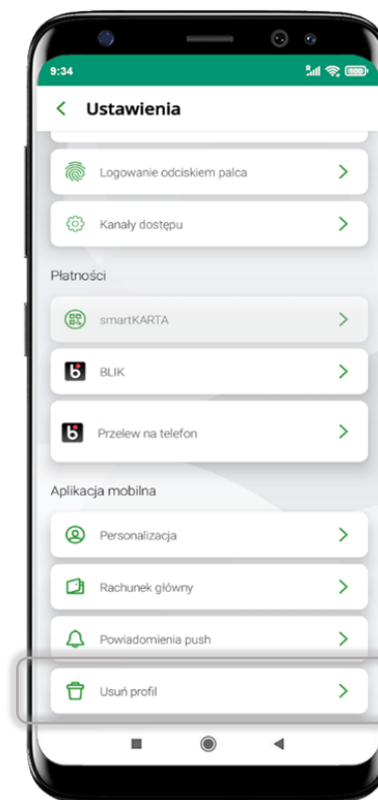 9:34
Ustawienia
Logowanie odciskiem palca
Kanały dostępu
Płatności
smartKARTA
BLIK
Przelew na telefon
Aplikacja mobilna
Personalizacja
Rachunek główny
Powiadomienia push
Usuń profil